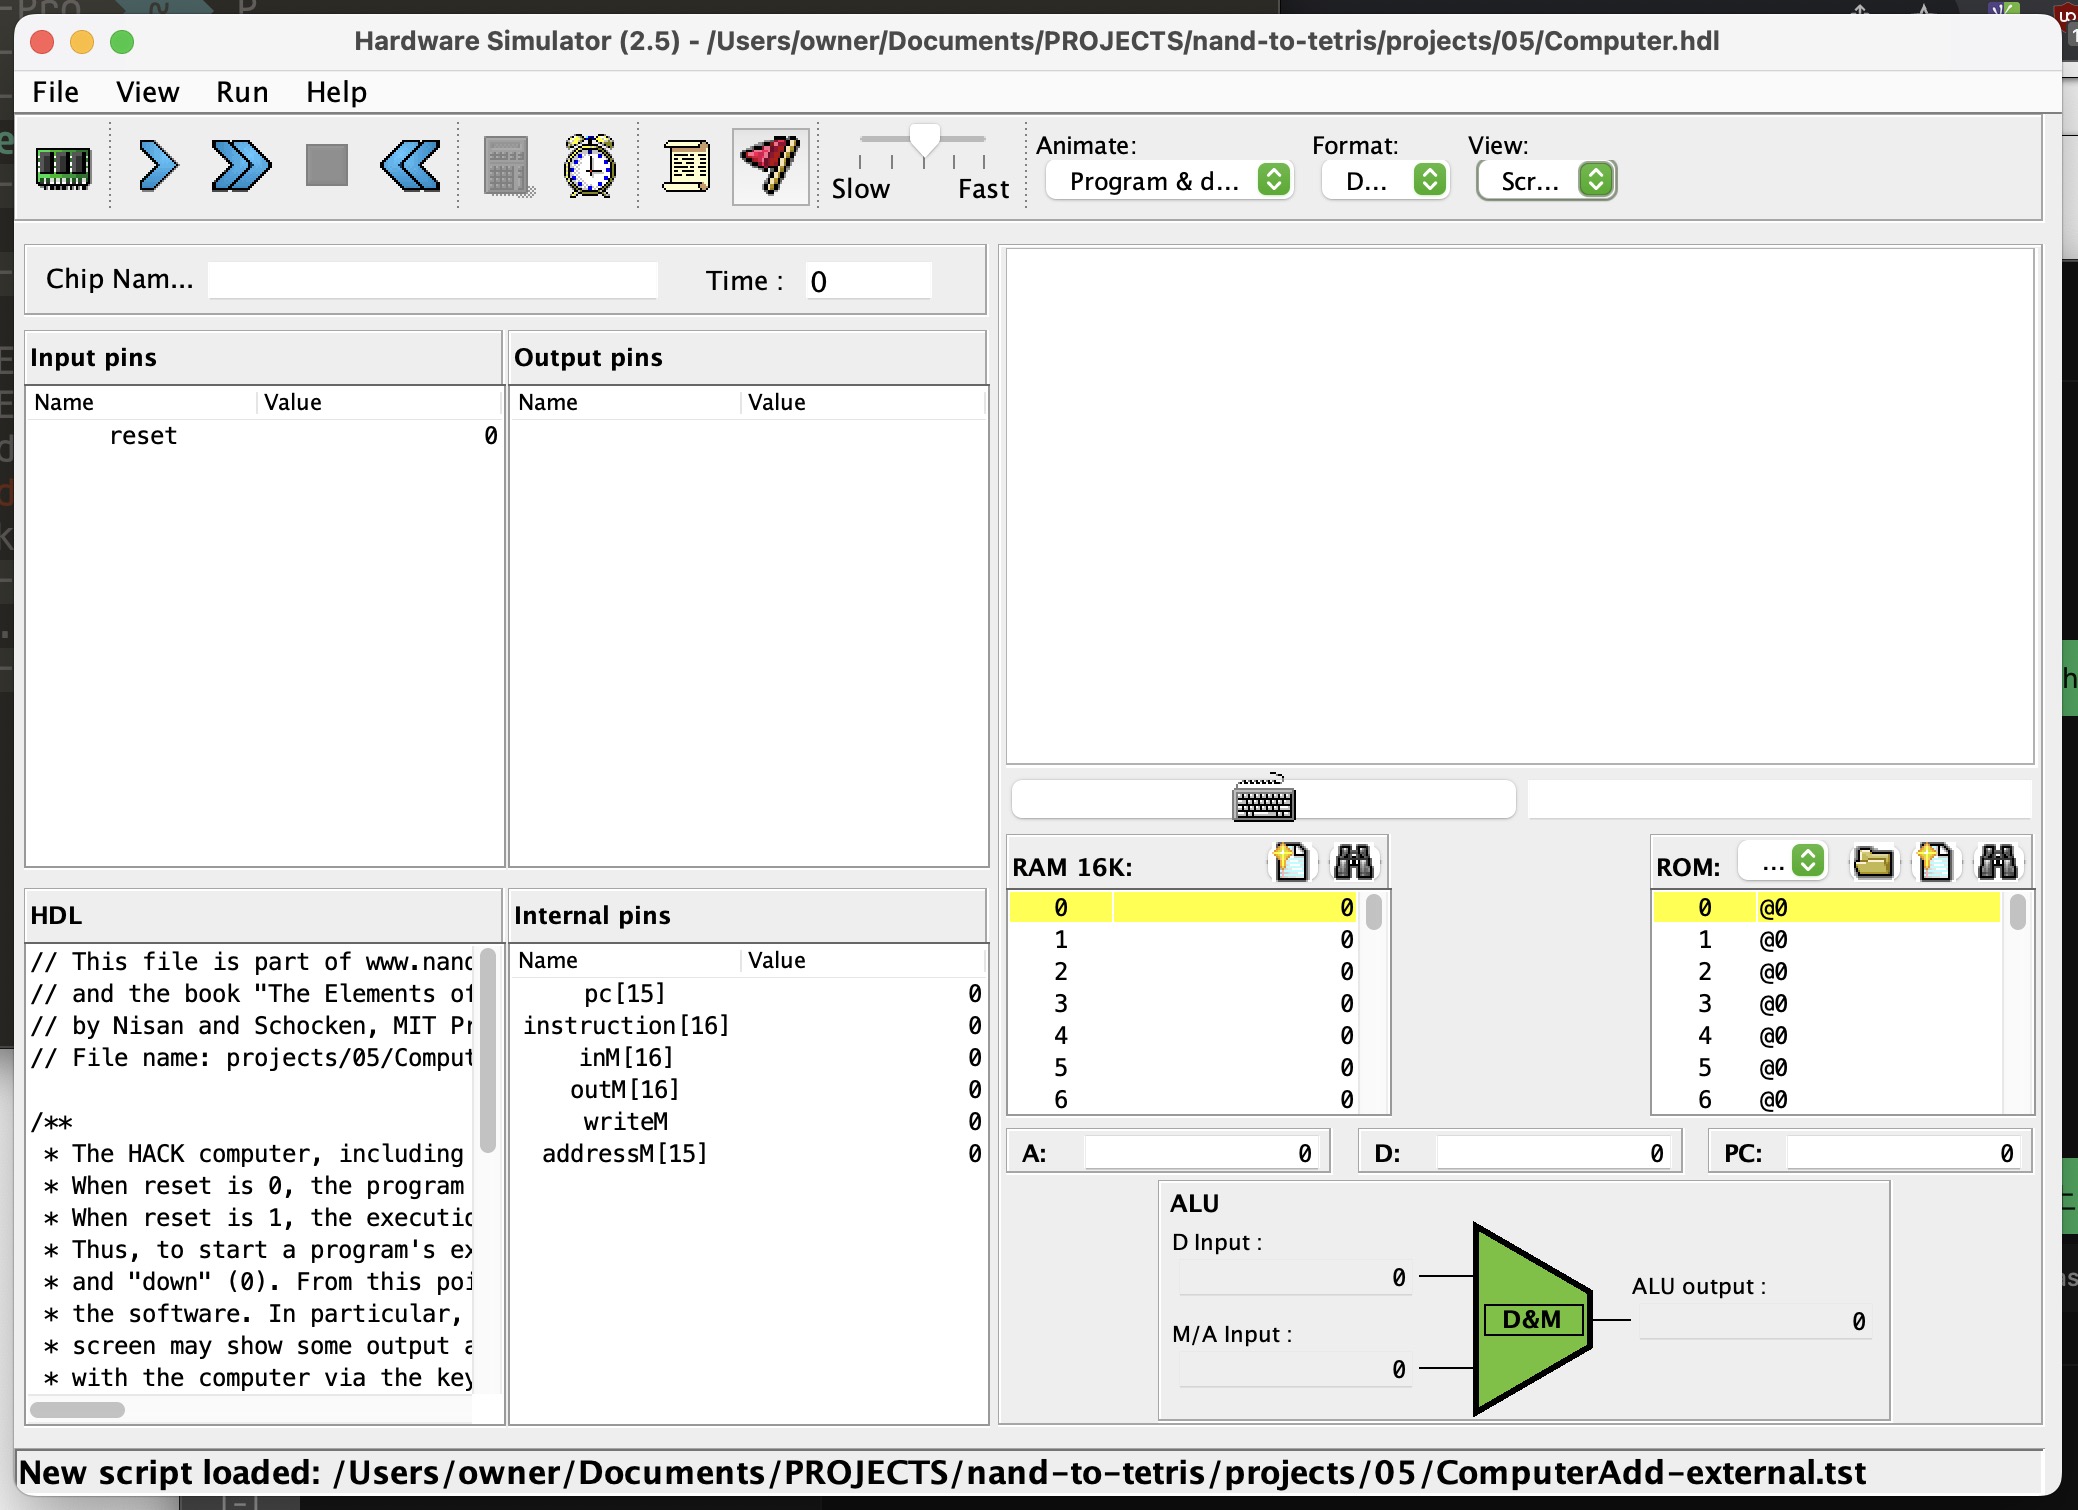 Hardware Simulator (2.5) - /Users/owner/Documents/PROJECTS/nand-to-tetris/projects/05/Computer.hdl
File View Run Help
Slow Fast
Animate: Format: View:
Program & d... D... Scr...
Chip Nam... Time : 0
Input pins
Name Value
reset 0
Output pins
Name Value
HDL
// This file is part of www.nand
// and the book "The Elements of
// by Nisan and Schocken, MIT Pr
// File name: projects/05/Comput
/**
* The HACK computer, including
* When reset is 0, the program
* When reset is 1, the executio
* Thus, to start a program's ex
* and "down" (0). From this poi
* the software. In particular,
* screen may show some output a
* with the computer via the key
Internal pins
Name Value
pc[15] 0
instruction[16] 0
inM[16] 0
outM[16] 0
writeM 0
addressM[15] 0
RAM 16K:
0 0
1 0
2 0
3 0
4 0
5 0
6 0
ROM: ...
0 @0
1 @0
2 @0
3 @0
4 @0
5 @0
6 @0
A: 0 D: 0 PC: 0
ALU
D Input :
0
M/A Input :
0
D&M
ALU output :
0
New script loaded: /Users/owner/Documents/PROJECTS/nand-to-tetris/projects/05/ComputerAdd-external.tst